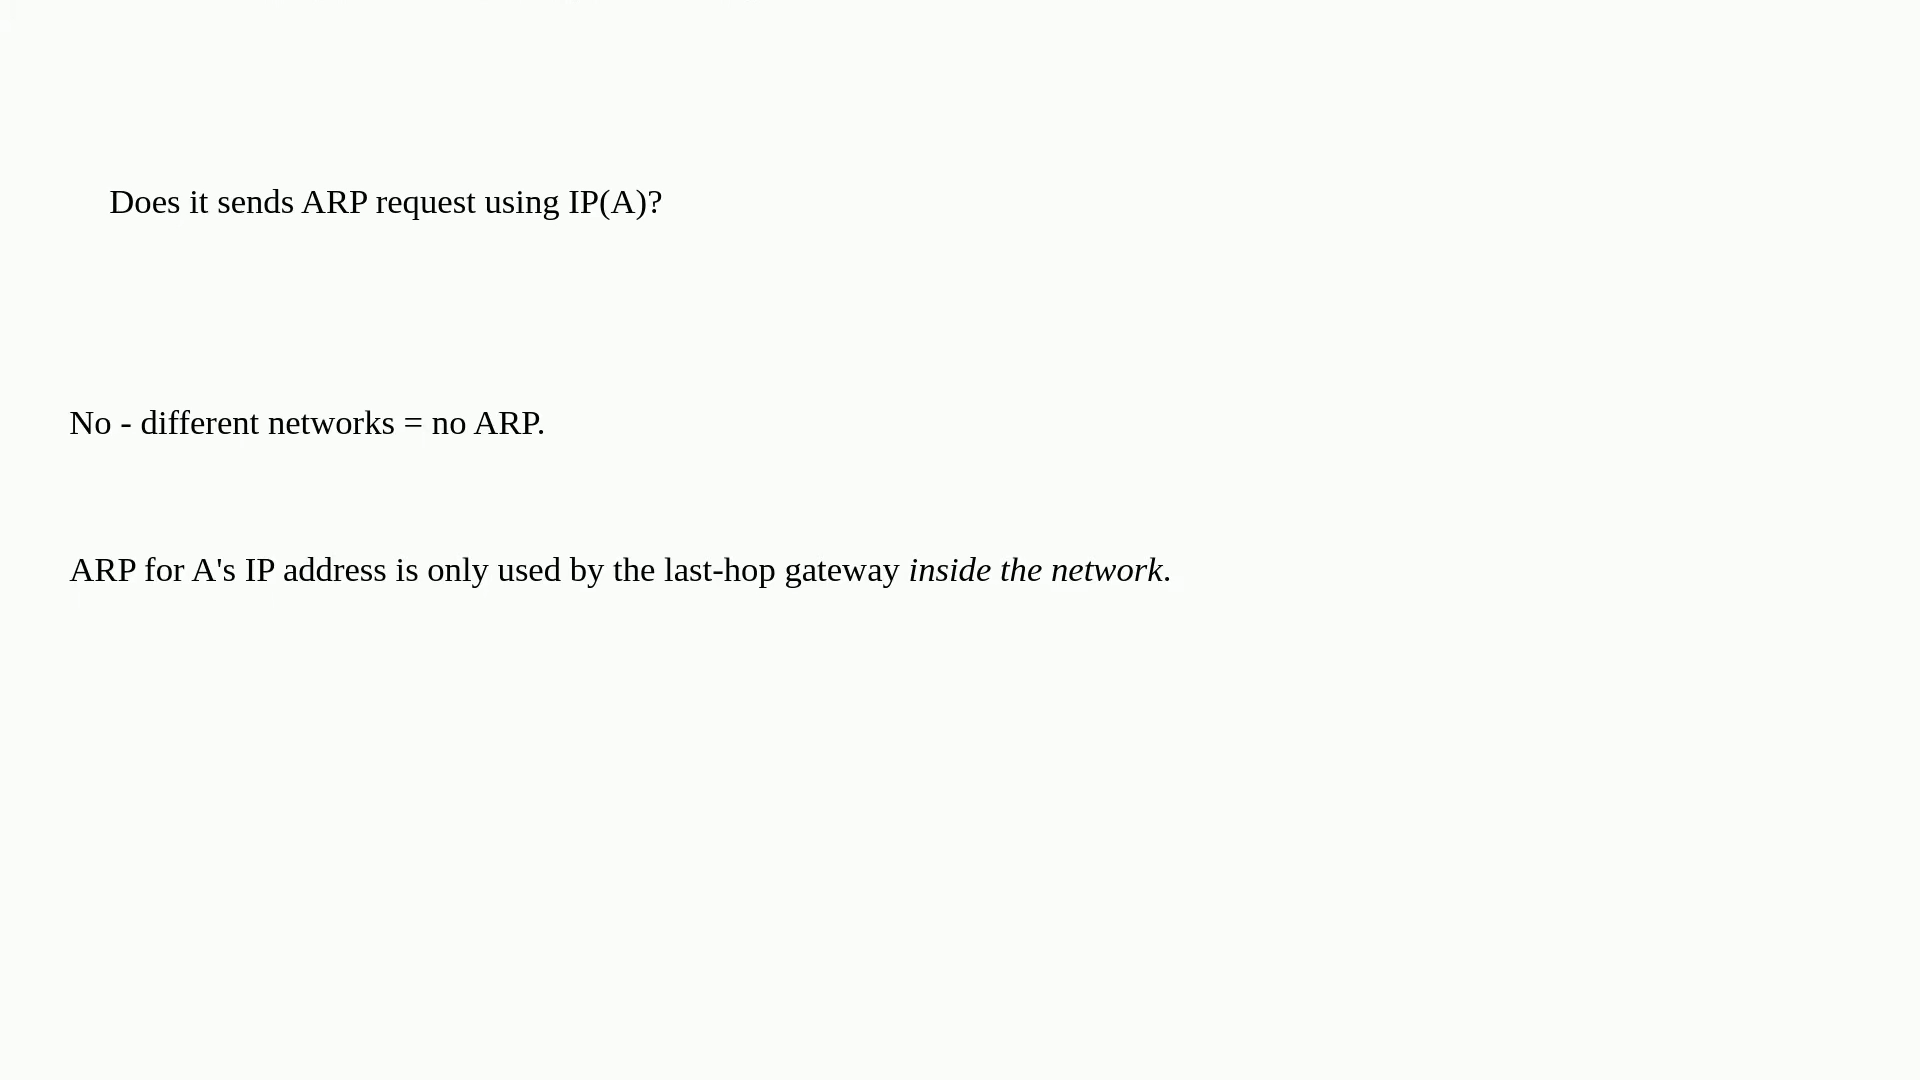 Does it sends ARP request using IP(A)?
No - different networks = no ARP.
ARP for A's IP address is only used by the last-hop gateway inside the network.